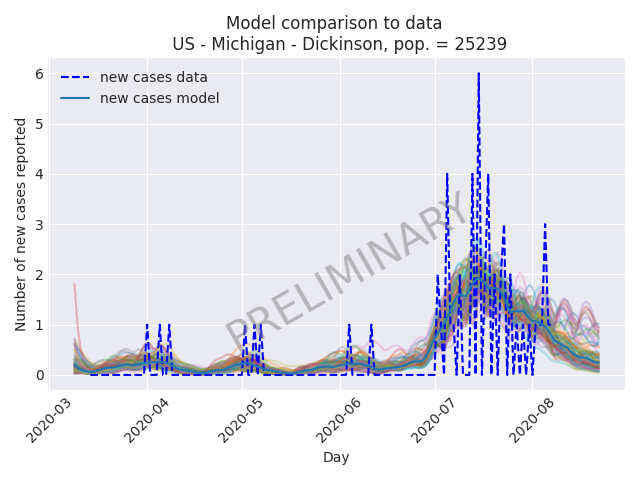 Model comparison to data
US - Michigan - Dickinson, pop. = 25239
new cases data
new cases model
PRELIMINARY
Number of new cases reported
6
5
4
3
2
1
0
2020-03
2020-04
2020-05
2020-06
2020-07
2020-08
Day